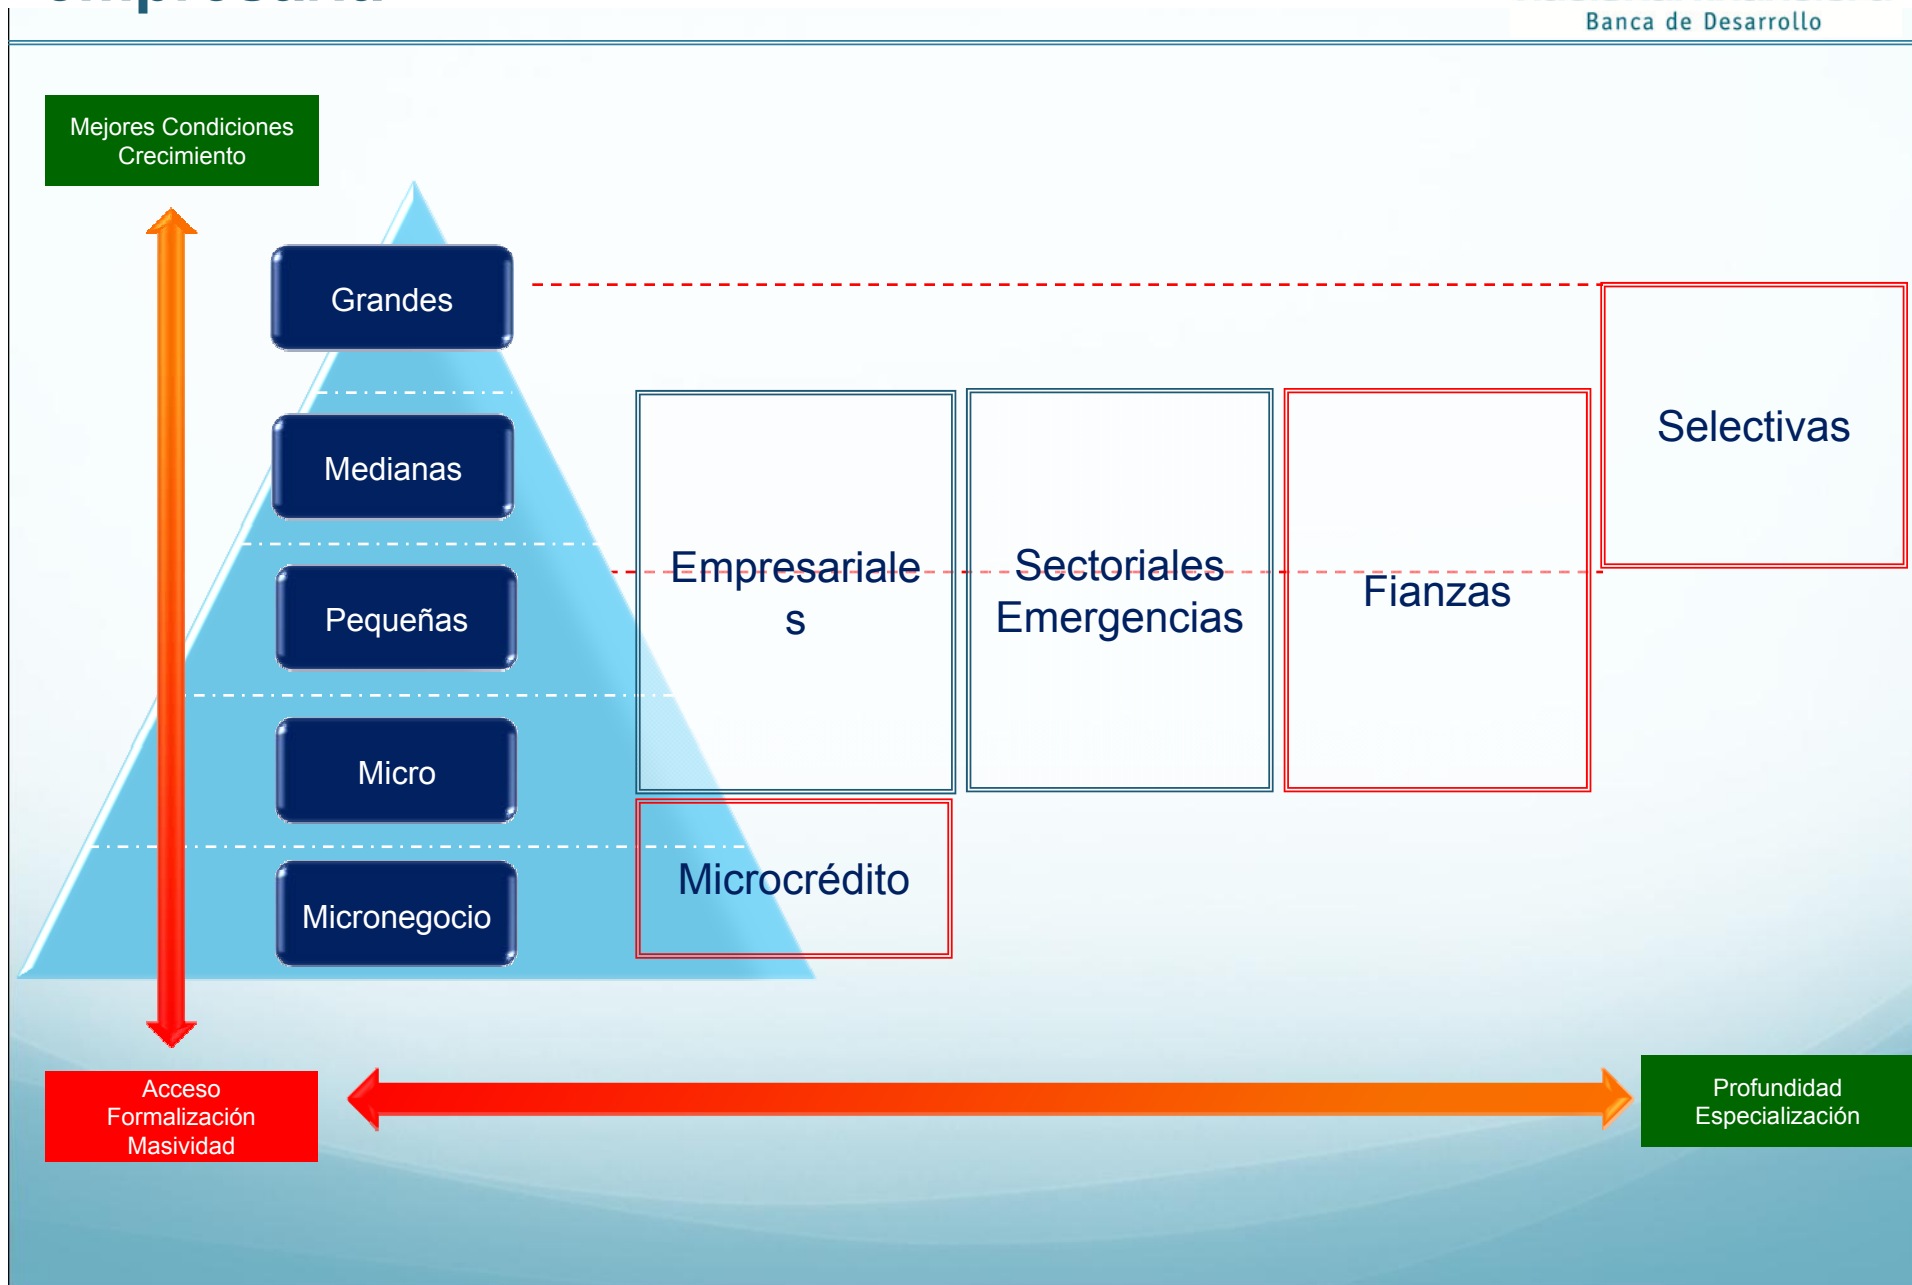 Banca de Desarrollo
Mejores Condiciones
Crecimiento
Grandes
Medianas
Pequeñas
Micro
Micronegocio
Empresariale
s
Sectoriales
Emergencias
Fianzas
Selectivas
Microcrédito
Acceso
Formalización
Masividad
Profundidad
Especialización